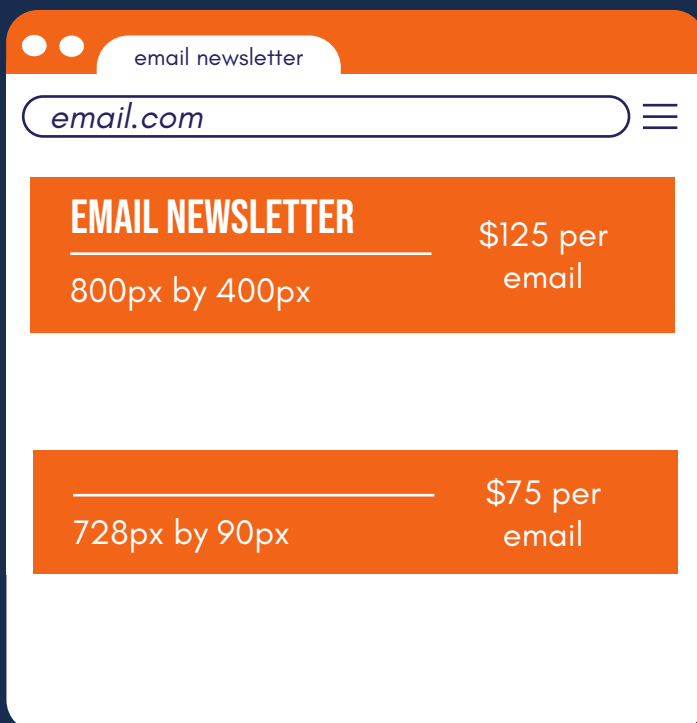 email newsletter
email.com
EMAIL NEWSLETTER
800px by 400px
$125 per
email
728px by 90px
$75 per
email